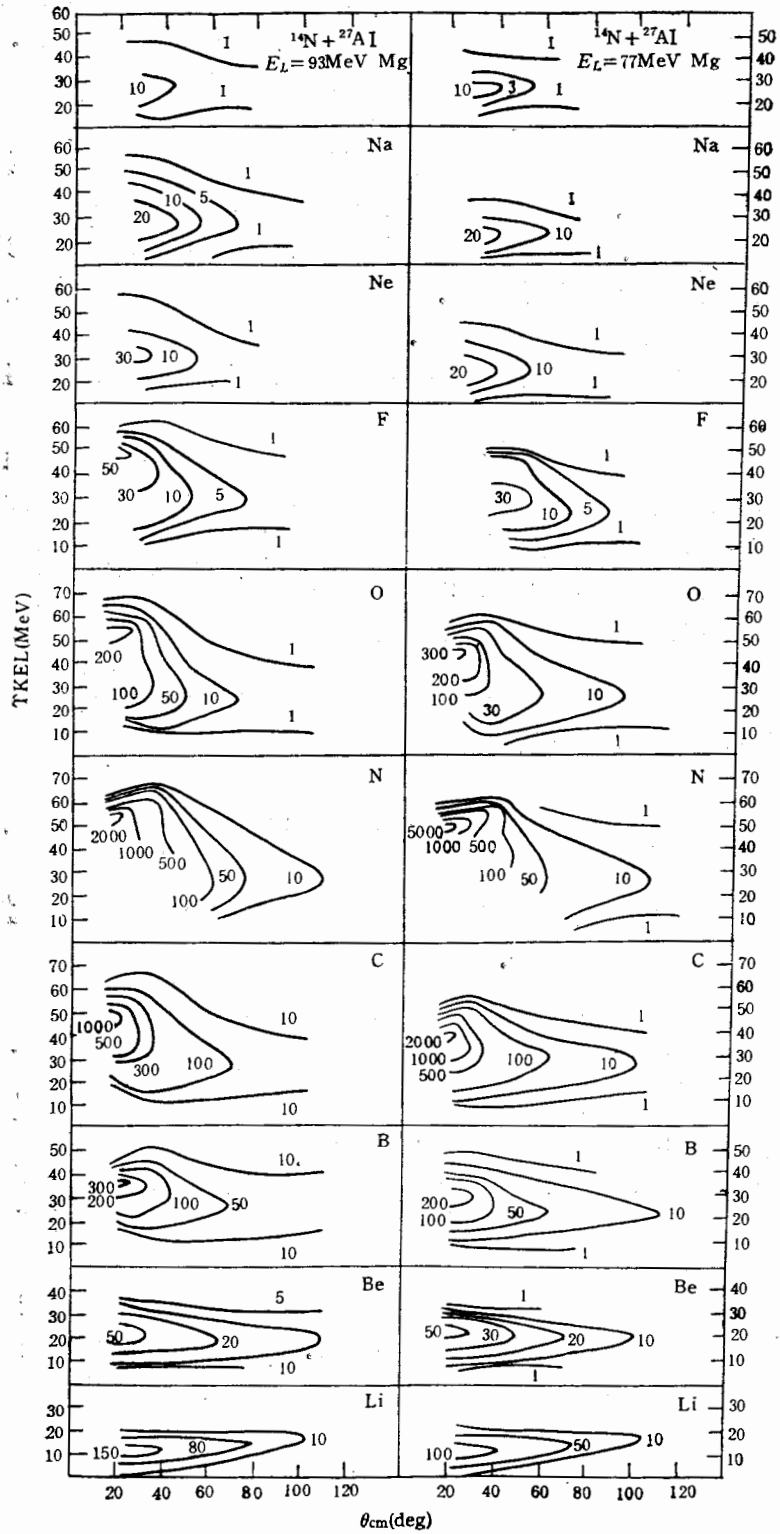 60 50 40 30 20
1 ¹⁴N + ²⁷Al
E_L = 93MeV Mg
10 1
1 ¹⁴N + ²⁷Al
E_L = 77MeV Mg
10 3 1
50 40 30 20
60 50 40 30 20
Na
1
20 10 5
1
Na
1
20 10
1
60 50 40 30 20
60 50 40 30 20
Ne
1
30 10
1
Ne
1
20 10
1
60 50 40 30 20
60 50 40 30 20 10
F
1
50
30 10 5
1
F
1
30
10 5
1
60 50 40 30 20 10
TKEL(MeV)
70 60 50 40 30 20 10
O
1
200
100 50 10
1
O
1
300
200
100
30
10
1
70 60 50 40 30 20 10
70 60 50 40 30 20 10
N
2000
1000
500
100
50
10
N
1
5000
1000 500
100
50
10
1
70 60 50 40 30 20 10
70 60 50 40 30 20 10
C
10
1000
500
300
100
10
C
1
2000
1000
500
100
10
1
70 60 50 40 30 20 10
50 40 30 20 10
B
10
300
200
100
50
10
B
1
200
100
50
10
1
50 40 30 20 10
40 30 20 10
Be
5
50 20
10
Be
1
50 30 20 10
1
40 30 20 10
30 20 10
Li
150 80 10
Li
100 50 10
30 20 10
20 40 60 80 100 120
20 40 60 80 100 120
θcm(deg)